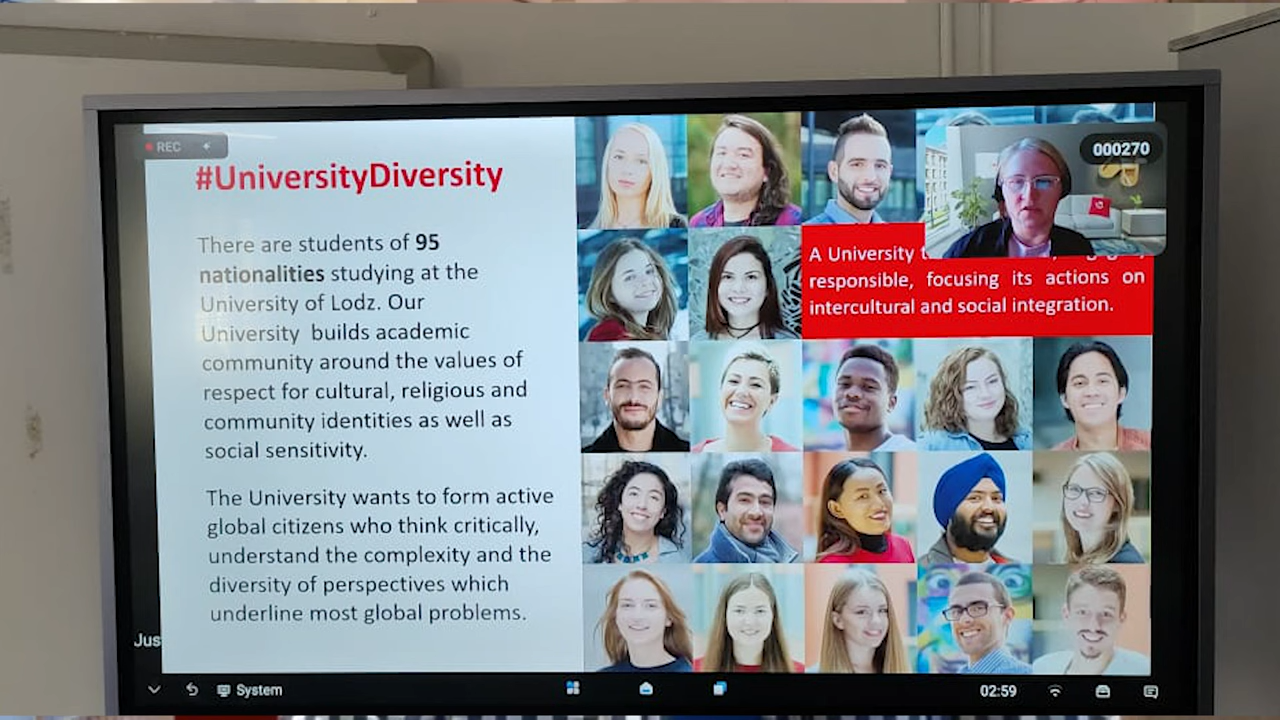 REC
#UniversityDiversity
There are students of 95
nationalities studying at the
University of Lodz. Our
University builds academic
community around the values of
respect for cultural, religious and
community identities as well as
social sensitivity.
The University wants to form active
global citizens who think critically,
understand the complexity and the
diversity of perspectives which
underline most global problems.
000270
A University
responsible, focusing its actions on
intercultural and social integration.
Jus
System
02:59